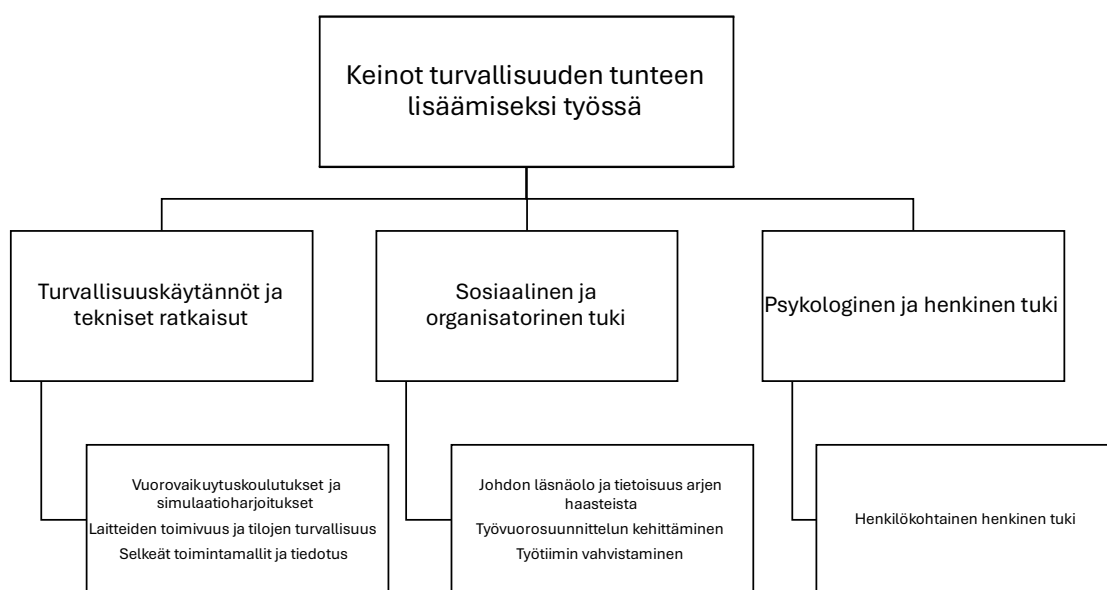 Keinot turvallisuuden tunteen
lisäämiseksi työssä
Turvallisuuskäytännöt ja
tekniset ratkaisut
Sosiaalinen ja
organisatorinen tuki
Psykologinen ja henkinen tuki
Vuorovaikuytuskoulutukset ja
simulaatioharjoitukset
Laitteiden toimivuus ja tilojen turvallisuus
Selkeät toimintamallit ja tiedotus
Johdon läsnäolo ja tietoisuus arjen
haasteista
Työvuorosuunnittelun kehittäminen
Työtiimin vahvistaminen
Henkilökohtainen henkinen tuki